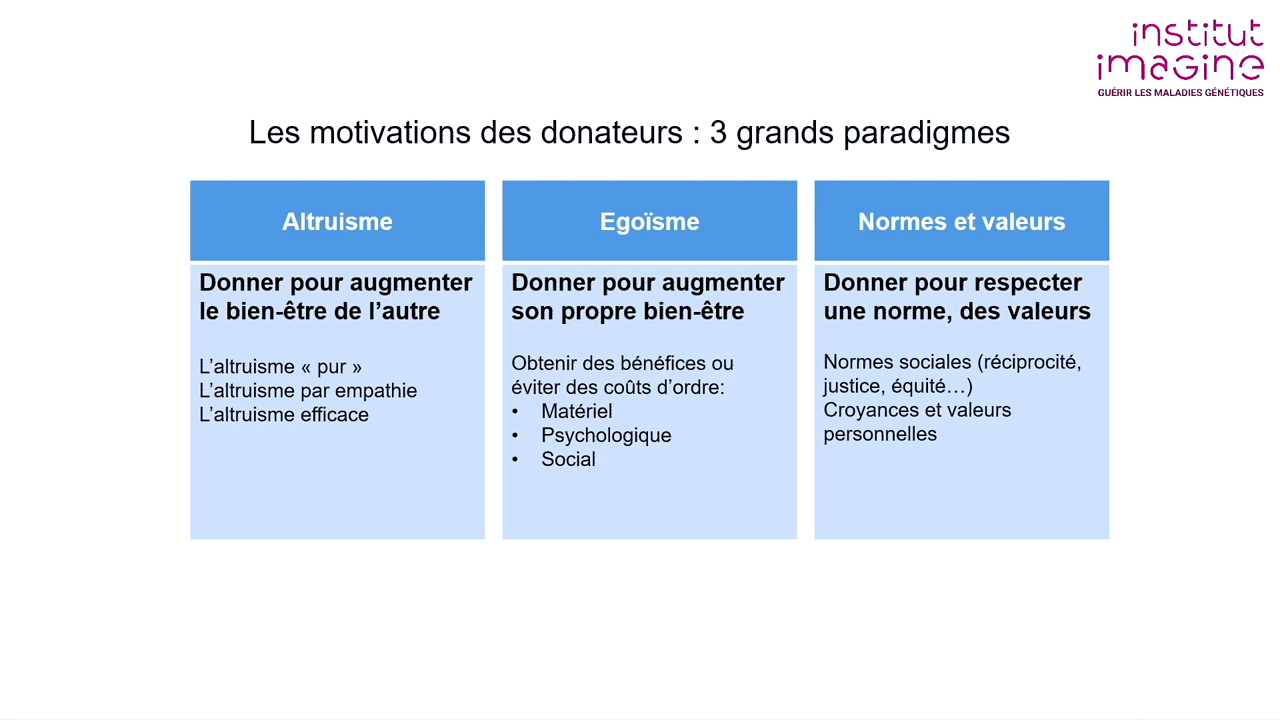 institut
imagine
GUÉRIR LES MALADIES GÉNÉTIQUES
Les motivations des donateurs : 3 grands paradigmes
Altruisme
Donner pour augmenter
le bien-être de l’autre
L’altruisme « pur »
L’altruisme par empathie
L’altruisme efficace
Egoïsme
Donner pour augmenter
son propre bien-être
Obtenir des bénéfices ou
éviter des coûts d’ordre:
• Matériel
• Psychologique
• Social
Normes et valeurs
Donner pour respecter
une norme, des valeurs
Normes sociales (réciprocité,
justice, équité…)
Croyances et valeurs
personnelles